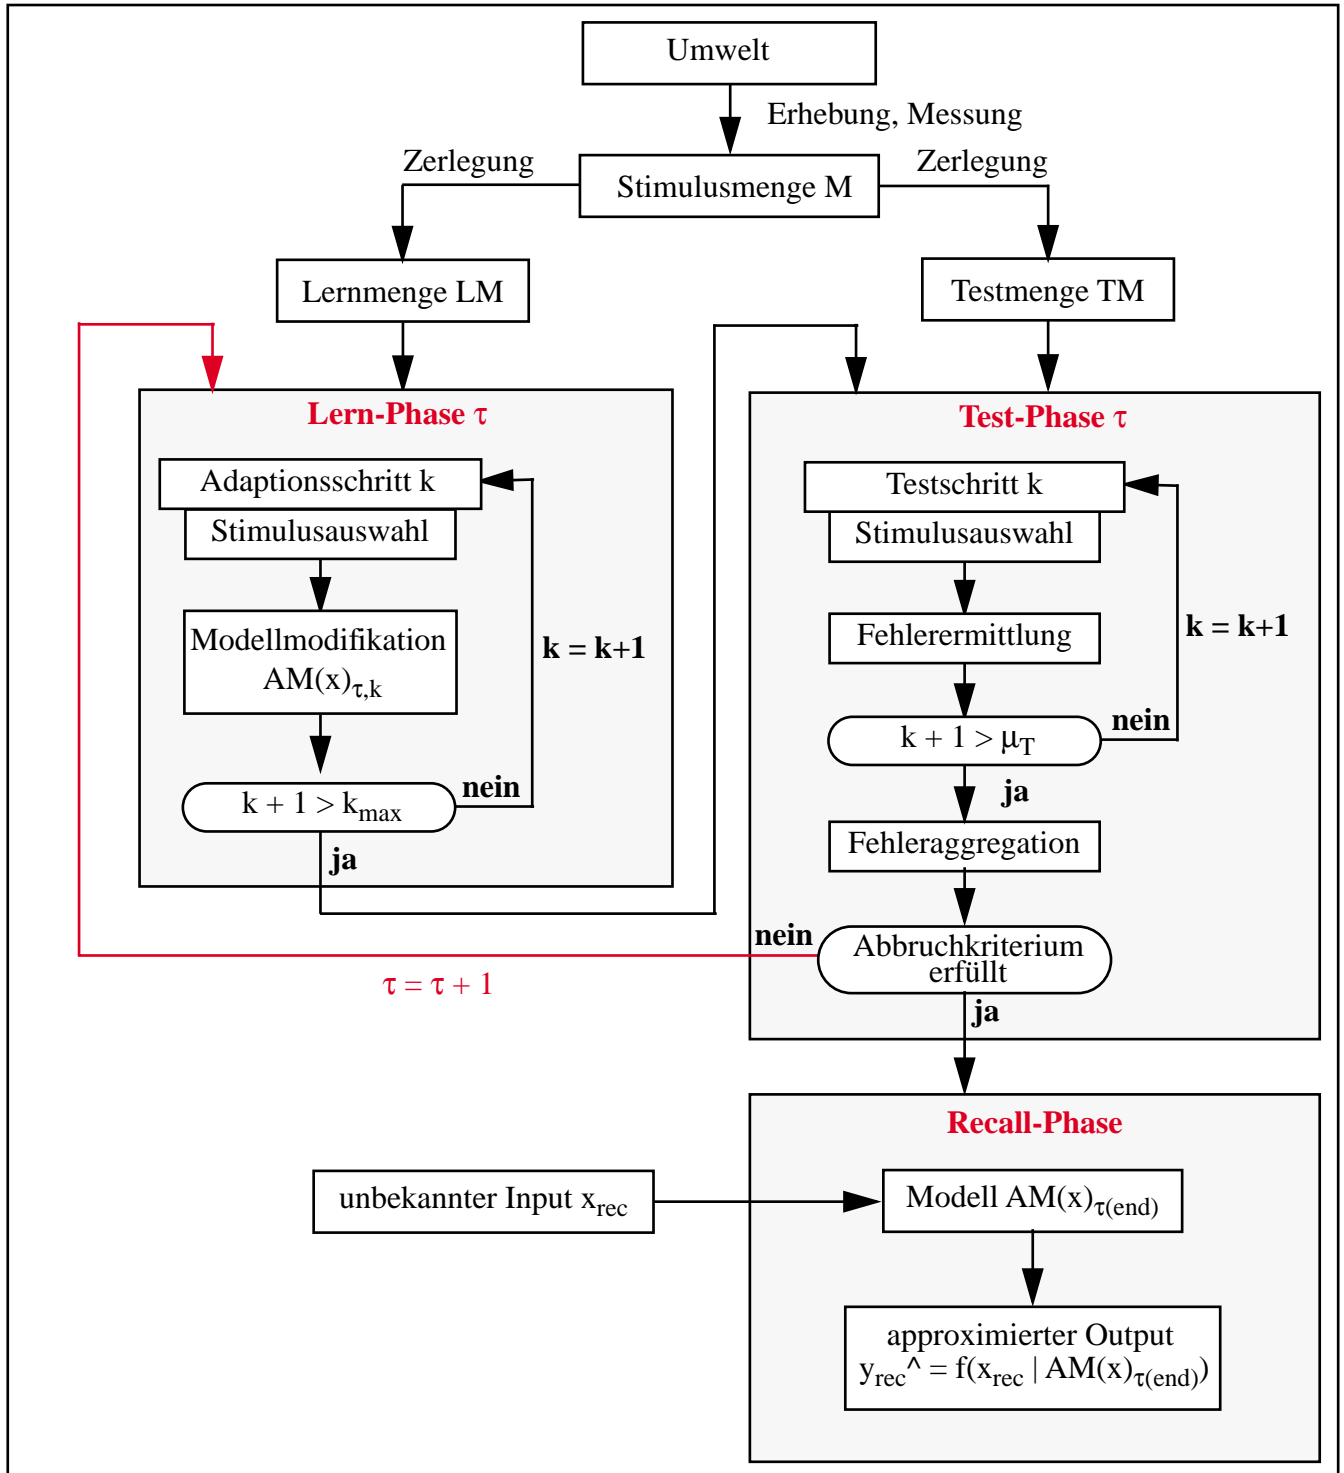 Umwelt
Erhebung, Messung
Zerlegung
Zerlegung
Stimulusmenge M
Lernmenge LM
Testmenge TM
Lern-Phase τ
Adaptionsschritt k
Stimulusauswahl
Modellmodifikation
AM(x)τ,k
k = k+1
k + 1 > kmax
nein
ja
Test-Phase τ
Testschritt k
Stimulusauswahl
Fehlerermittlung
k = k+1
k + 1 > μT
nein
ja
Fehleraggregation
Abbruchkriterium
erfüllt
nein
τ = τ + 1
ja
Recall-Phase
unbekannter Input xrec
Modell AM(x)τ(end)
approximierter Output
yrec^ = f(xrec | AM(x)τ(end))